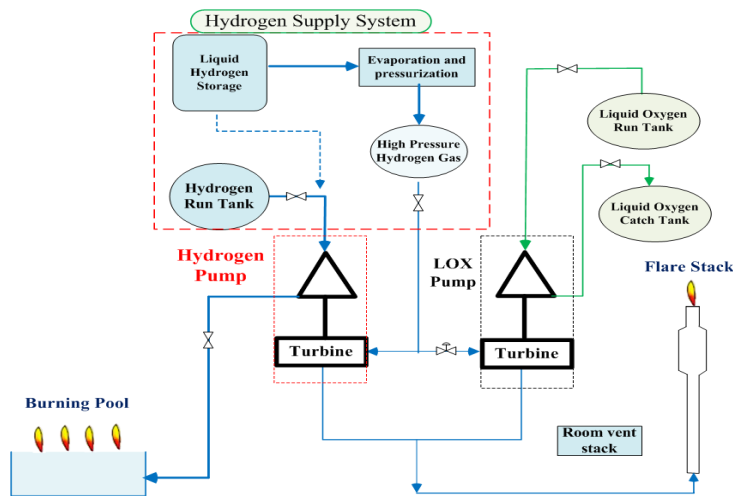 Hydrogen Supply System
Liquid
Hydrogen
Storage
Evaporation and
pressurization
High Pressure
Hydrogen Gas
Hydrogen
Run Tank
Liquid Oxygen
Run Tank
Liquid Oxygen
Catch Tank
Hydrogen
Pump
LOX
Pump
Flare Stack
Turbine
Turbine
Burning Pool
Room vent
stack